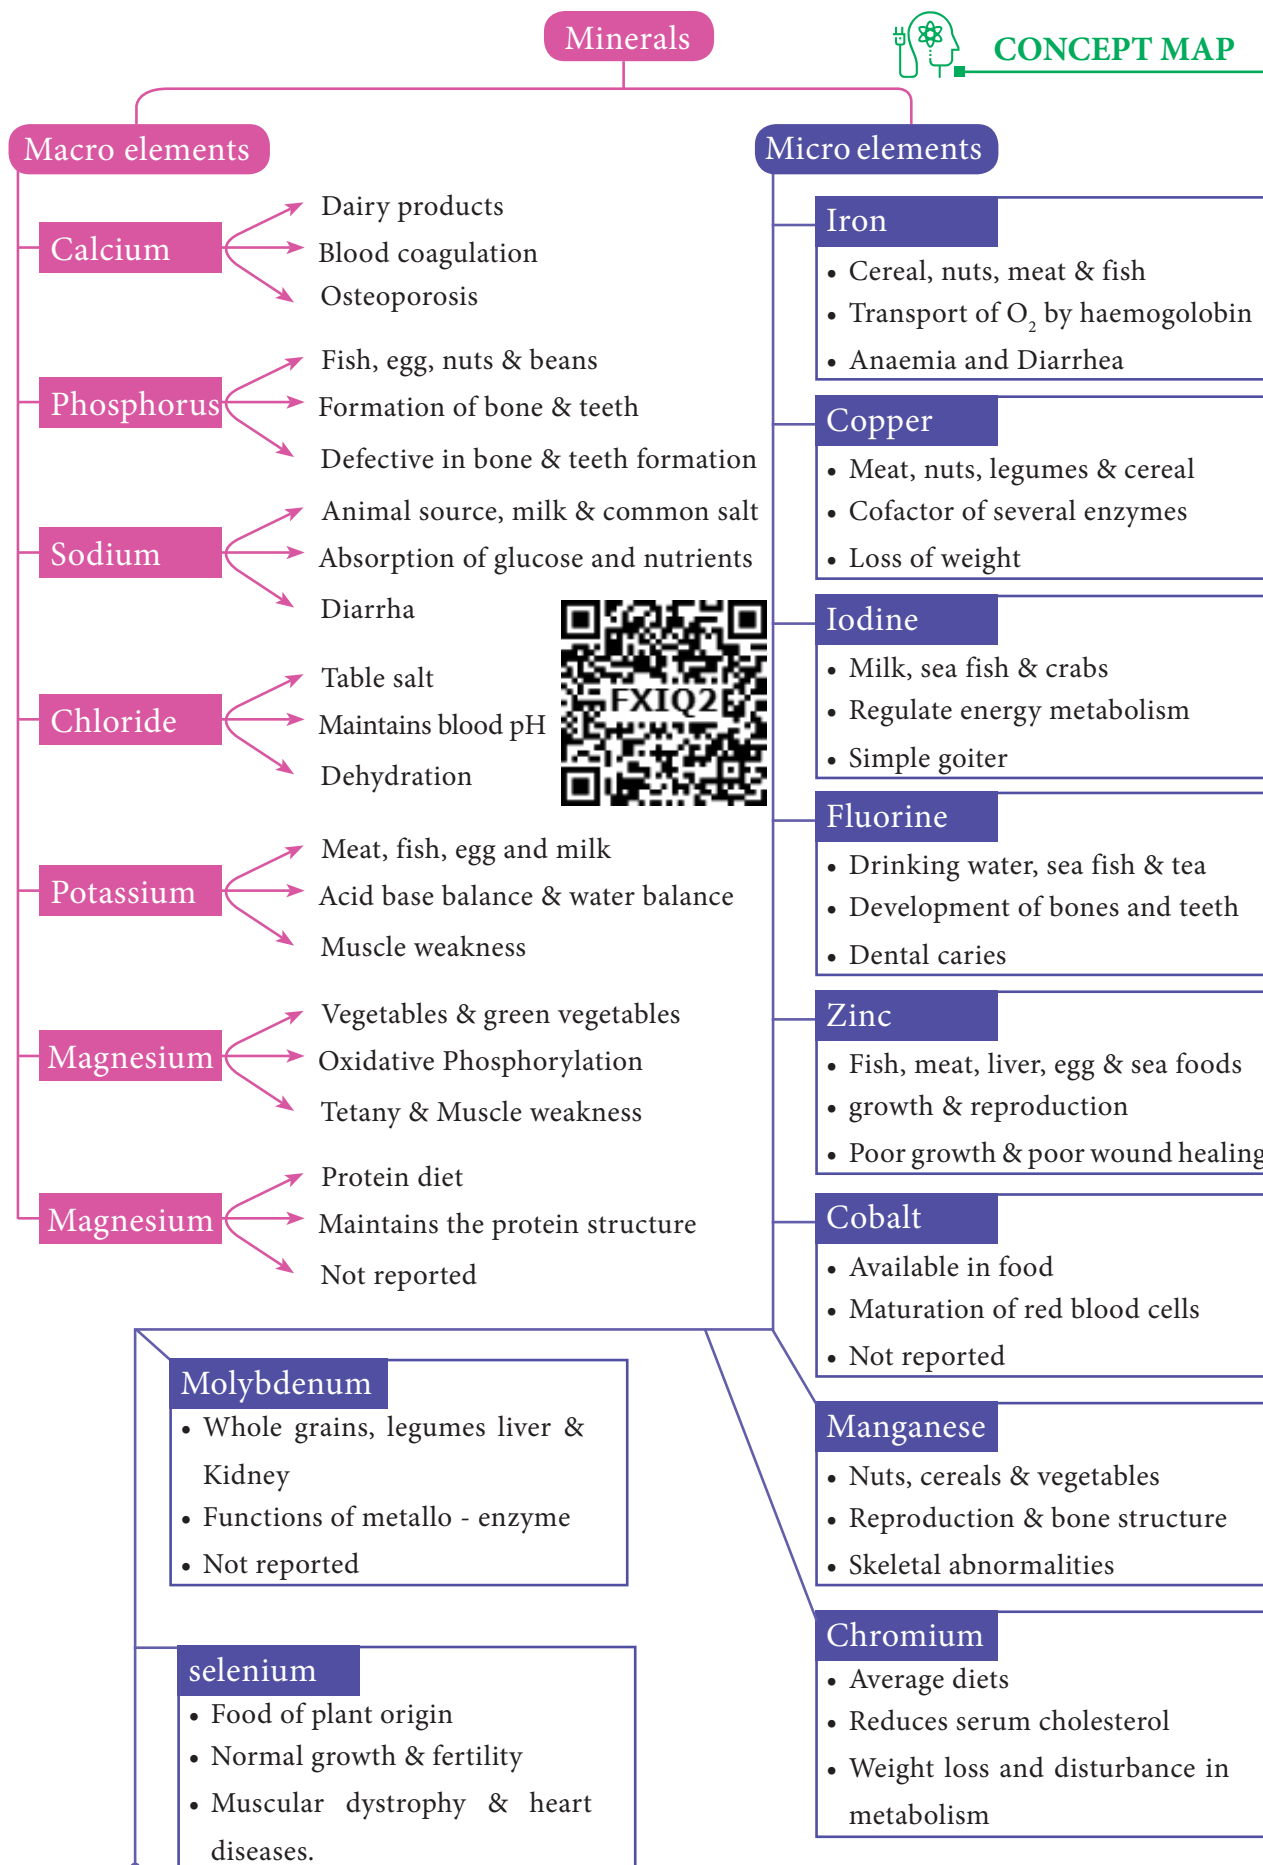 Minerals
CONCEPT MAP
Macro elements
Calcium
Dairy products
Blood coagulation
Osteoporosis
Phosphorus
Fish, egg, nuts & beans
Formation of bone & teeth
Defective in bone & teeth formation
Sodium
Animal source, milk & common salt
Absorption of glucose and nutrients
Diarrha
Chloride
Table salt
Maintains blood pH
Dehydration
FXIQ2E
Potassium
Meat, fish, egg and milk
Acid base balance & water balance
Muscle weakness
Magnesium
Vegetables & green vegetables
Oxidative Phosphorylation
Tetany & Muscle weakness
Magnesium
Protein diet
Maintains the protein structure
Not reported
Micro elements
Iron
• Cereal, nuts, meat & fish
• Transport of O₂ by haemogolobin
• Anaemia and Diarrhea
Copper
• Meat, nuts, legumes & cereal
• Cofactor of several enzymes
• Loss of weight
Iodine
• Milk, sea fish & crabs
• Regulate energy metabolism
• Simple goiter
Fluorine
• Drinking water, sea fish & tea
• Development of bones and teeth
• Dental caries
Zinc
• Fish, meat, liver, egg & sea foods
• growth & reproduction
• Poor growth & poor wound healing
Cobalt
• Available in food
• Maturation of red blood cells
• Not reported
Manganese
• Nuts, cereals & vegetables
• Reproduction & bone structure
• Skeletal abnormalities
Chromium
• Average diets
• Reduces serum cholesterol
• Weight loss and disturbance in
metabolism
Molybdenum
• Whole grains, legumes liver &
Kidney
• Functions of metallo - enzyme
• Not reported
selenium
• Food of plant origin
• Normal growth & fertility
• Muscular dystrophy & heart
diseases.